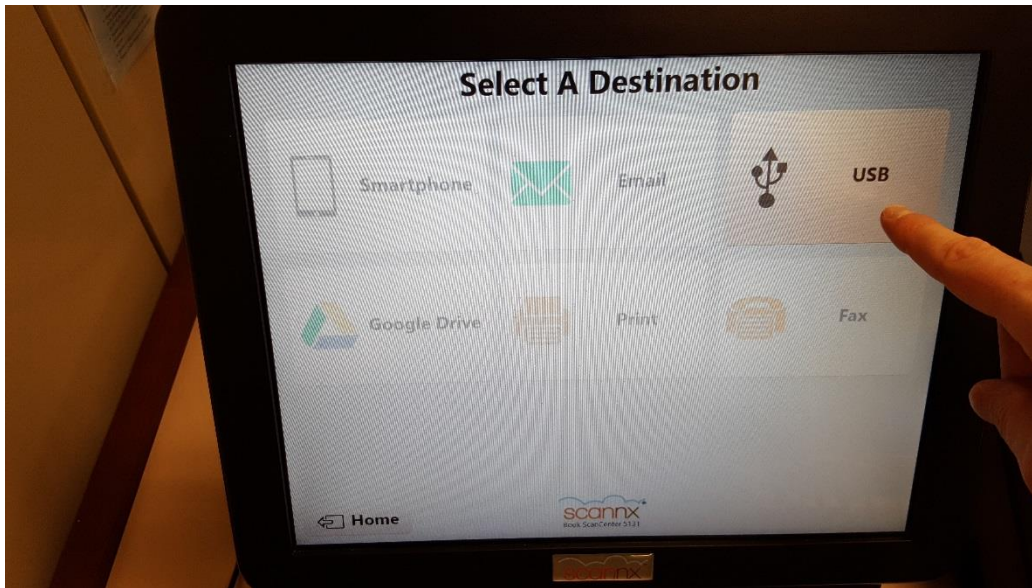 Select A Destination
Smartphone
Email
USB
Google Drive
Print
Fax
Home
scannx
Book ScanCenter 5121
scannx